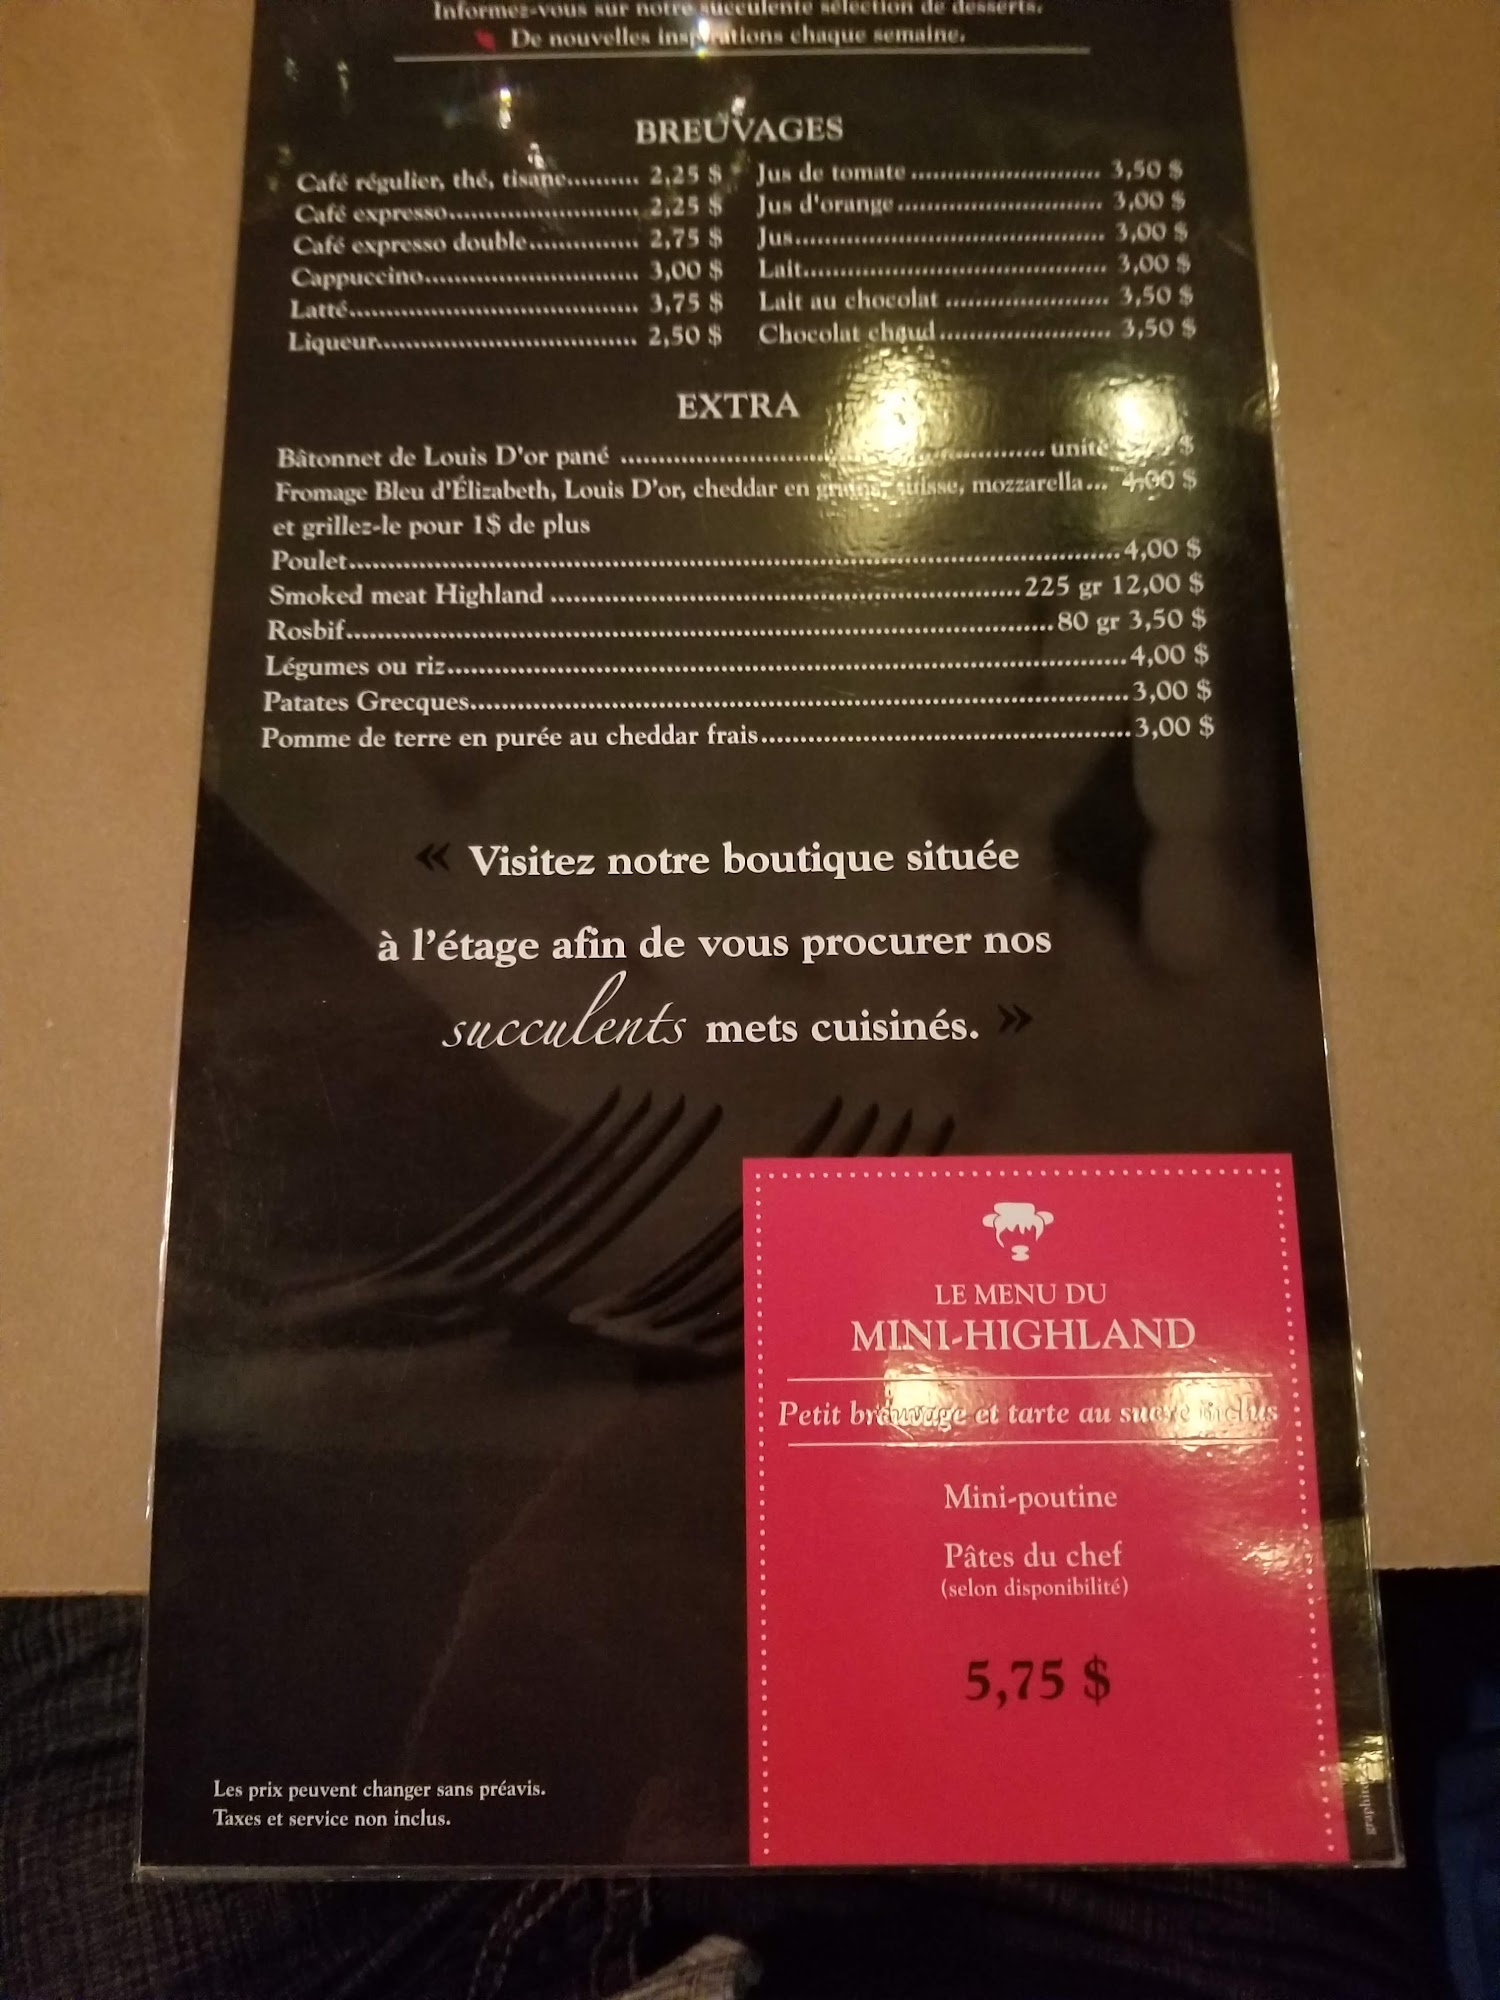 Informez-vous sur notre succulente sélection de desserts.
De nouvelles inspirations chaque semaine.
BREUVAGES
Café régulier, thé, tisane.......... 2,25 $
Café expresso............................ 2,25 $
Café expresso double................ 2,75 $
Cappuccino............................... 3,00 $
Latté.......................................... 3,75 $
Liqueur...................................... 2,50 $
Jus de tomate ............................ 3,50 $
Jus d'orange .............................. 3,00 $
Jus............................................. 3,00 $
Lait............................................ 3,00 $
Lait au chocolat ........................ 3,50 $
Chocolat chaud ......................... 3,50 $
EXTRA
Bâtonnet de Louis D'or pané ............................................ unité $
Fromage Bleu d'Élizabeth, Louis D'or, cheddar en grains, suisse, mozzarella... 4,00 $
et grillez-le pour 1$ de plus
Poulet.................................................................................4,00 $
Smoked meat Highland ......................................................225 gr 12,00 $
Rosbif.................................................................................80 gr 3,50 $
Légumes ou riz....................................................................4,00 $
Patates Grecques.................................................................3,00 $
Pomme de terre en purée au cheddar frais............................3,00 $
« Visitez notre boutique située
à l’étage afin de vous procurer nos
succulents mets cuisinés. »
LE MENU DU
MINI-HIGHLAND
Petit breuvage et tarte au sucre inclus
Mini-poutine
Pâtes du chef
(selon disponibilité)
5,75 $
Les prix peuvent changer sans préavis.
Taxes et service non inclus.